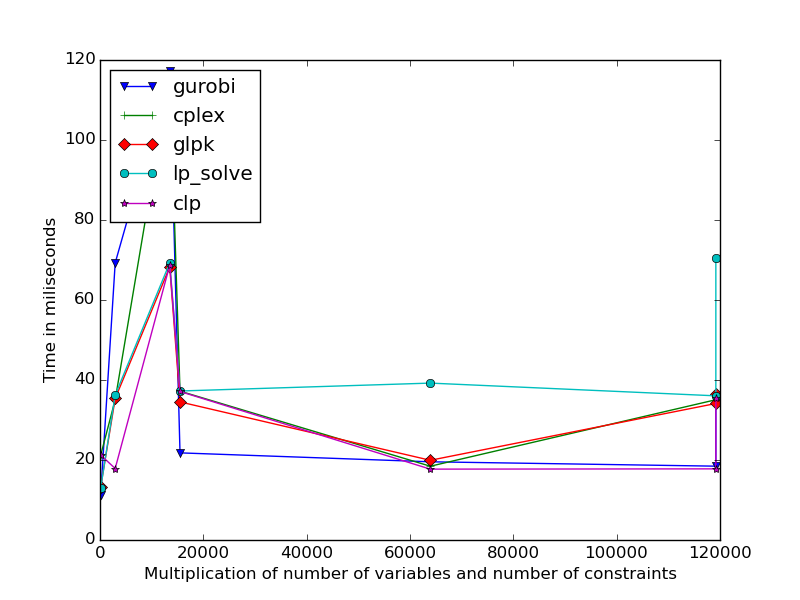 120
100
80
60
40
20
0
Time in miliseconds
gurobi
cplex
glpk
lp_solve
clp
0 20000 40000 60000 80000 100000 120000
Multiplication of number of variables and number of constraints